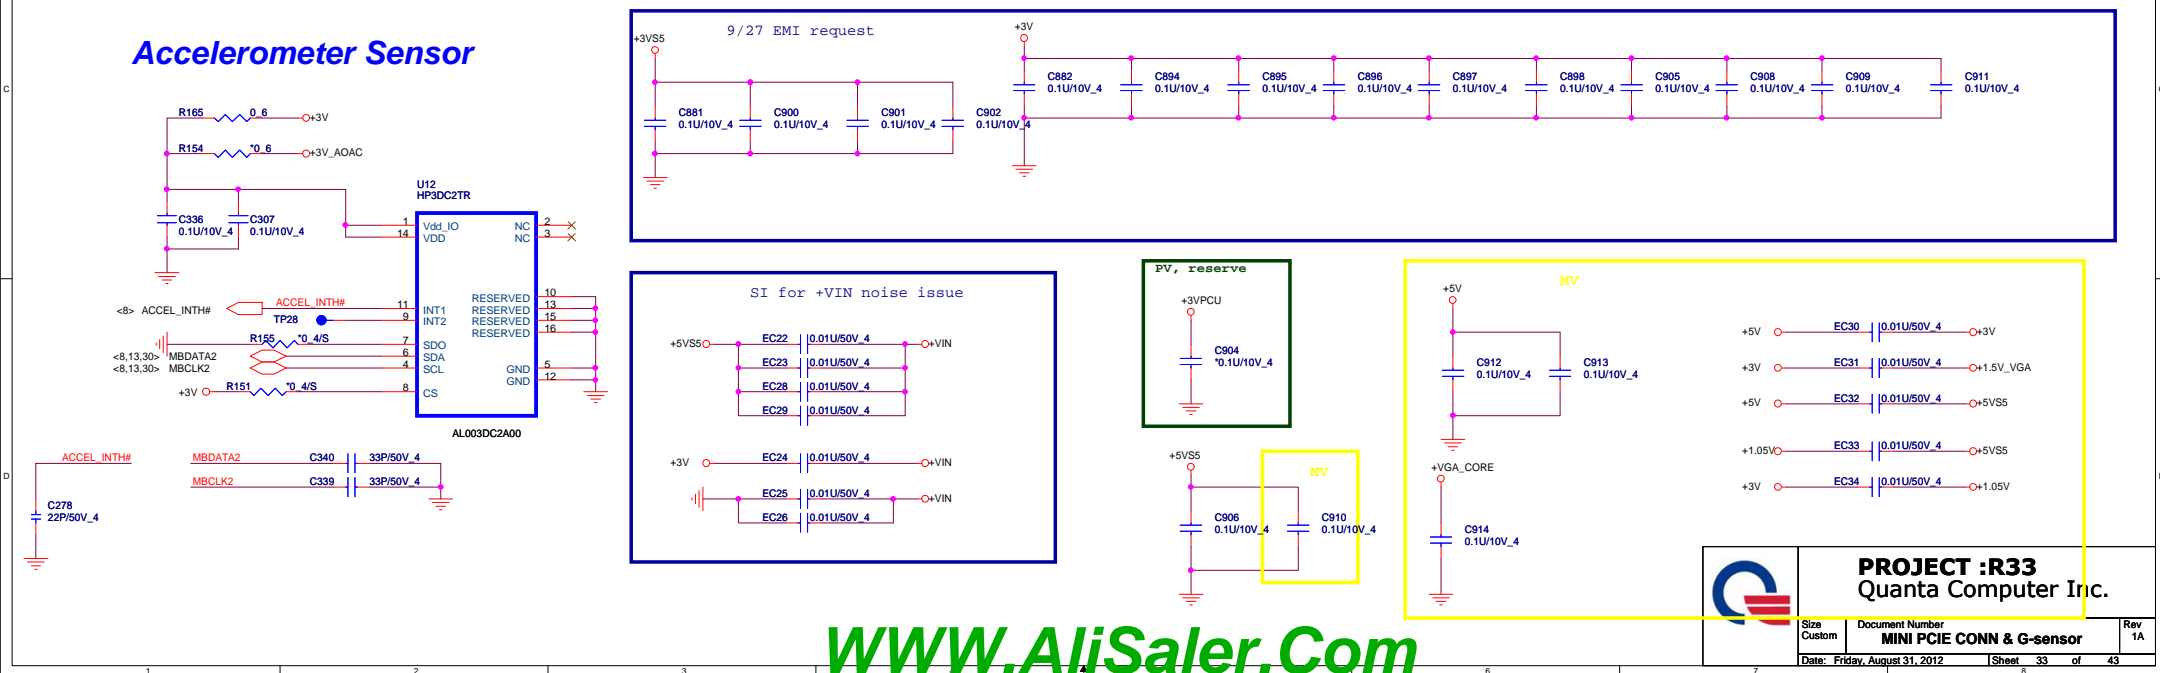 Accelerometer Sensor
R165 0_6 +3V
R154 *0_6 +3V_AOAC
C336
0.1U/10V_4
C307
0.1U/10V_4
U12
HP3DC2TR
1 Vdd_IO
14 VDD
NC 2
NC 3
11 INT1
9 INT2
7 SDO
6 SDA
4 SCL
8 CS
RESERVED 10
RESERVED 13
RESERVED 15
RESERVED 16
GND 5
GND 12
AL003DC2A00
<8> ACCEL_INTH# ACCEL_INTH#
TP28
R155 *0_4/S
<8,13,30> MBDATA2
<8,13,30> MBCLK2
+3V R151 *0_4/S
ACCEL_INTH#
C278
22P/50V_4
MBDATA2 C340 33P/50V_4
MBCLK2 C339 33P/50V_4
9/27 EMI request
+3VS5
C881
0.1U/10V_4
C900
0.1U/10V_4
C901
0.1U/10V_4
C902
0.1U/10V_4
+3V
C882
0.1U/10V_4
C894
0.1U/10V_4
C895
0.1U/10V_4
C896
0.1U/10V_4
C897
0.1U/10V_4
C898
0.1U/10V_4
C905
0.1U/10V_4
C908
0.1U/10V_4
C909
0.1U/10V_4
C911
0.1U/10V_4
SI for +VIN noise issue
+5VS5 EC22 0.01U/50V_4 +VIN
EC23 0.01U/50V_4
EC28 0.01U/50V_4
EC29 0.01U/50V_4
+3V EC24 0.01U/50V_4 +VIN
EC25 0.01U/50V_4 +VIN
EC26 0.01U/50V_4
PV, reserve
+3VPCU
C904
*0.1U/10V_4
+5VS5
C906
0.1U/10V_4
MV
C910
0.1U/10V_4
MV
+5V
C912
0.1U/10V_4
C913
0.1U/10V_4
+VGA_CORE
C914
0.1U/10V_4
+5V EC30 0.01U/50V_4 +3V
+3V EC31 0.01U/50V_4 +1.5V_VGA
+5V EC32 0.01U/50V_4 +5VS5
+1.05V EC33 0.01U/50V_4 +5VS5
+3V EC34 0.01U/50V_4 +1.05V
PROJECT :R33
Quanta Computer Inc.
Size
Custom
Document Number
MINI PCIE CONN & G-sensor
Rev
1A
Date: Friday, August 31, 2012 Sheet 33 of 43
WWW.AliSaler.Com
C
D
1 2 3 6 7 8